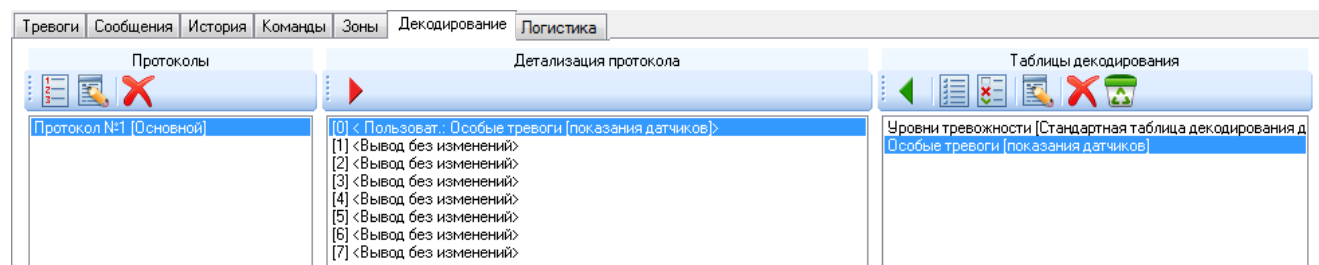 Тревоги Сообщения История Команды Зоны Декодирование Логистика
Протоколы
Протокол №1 [Основной]
Детализация протокола
[0] < Пользоват.: Особые тревоги [показания датчиков]>
[1] <Вывод без изменений>
[2] <Вывод без изменений>
[3] <Вывод без изменений>
[4] <Вывод без изменений>
[5] <Вывод без изменений>
[6] <Вывод без изменений>
[7] <Вывод без изменений>
Таблицы декодирования
Уровни тревожности [Стандартная таблица декодирования д
Особые тревоги [показания датчиков]